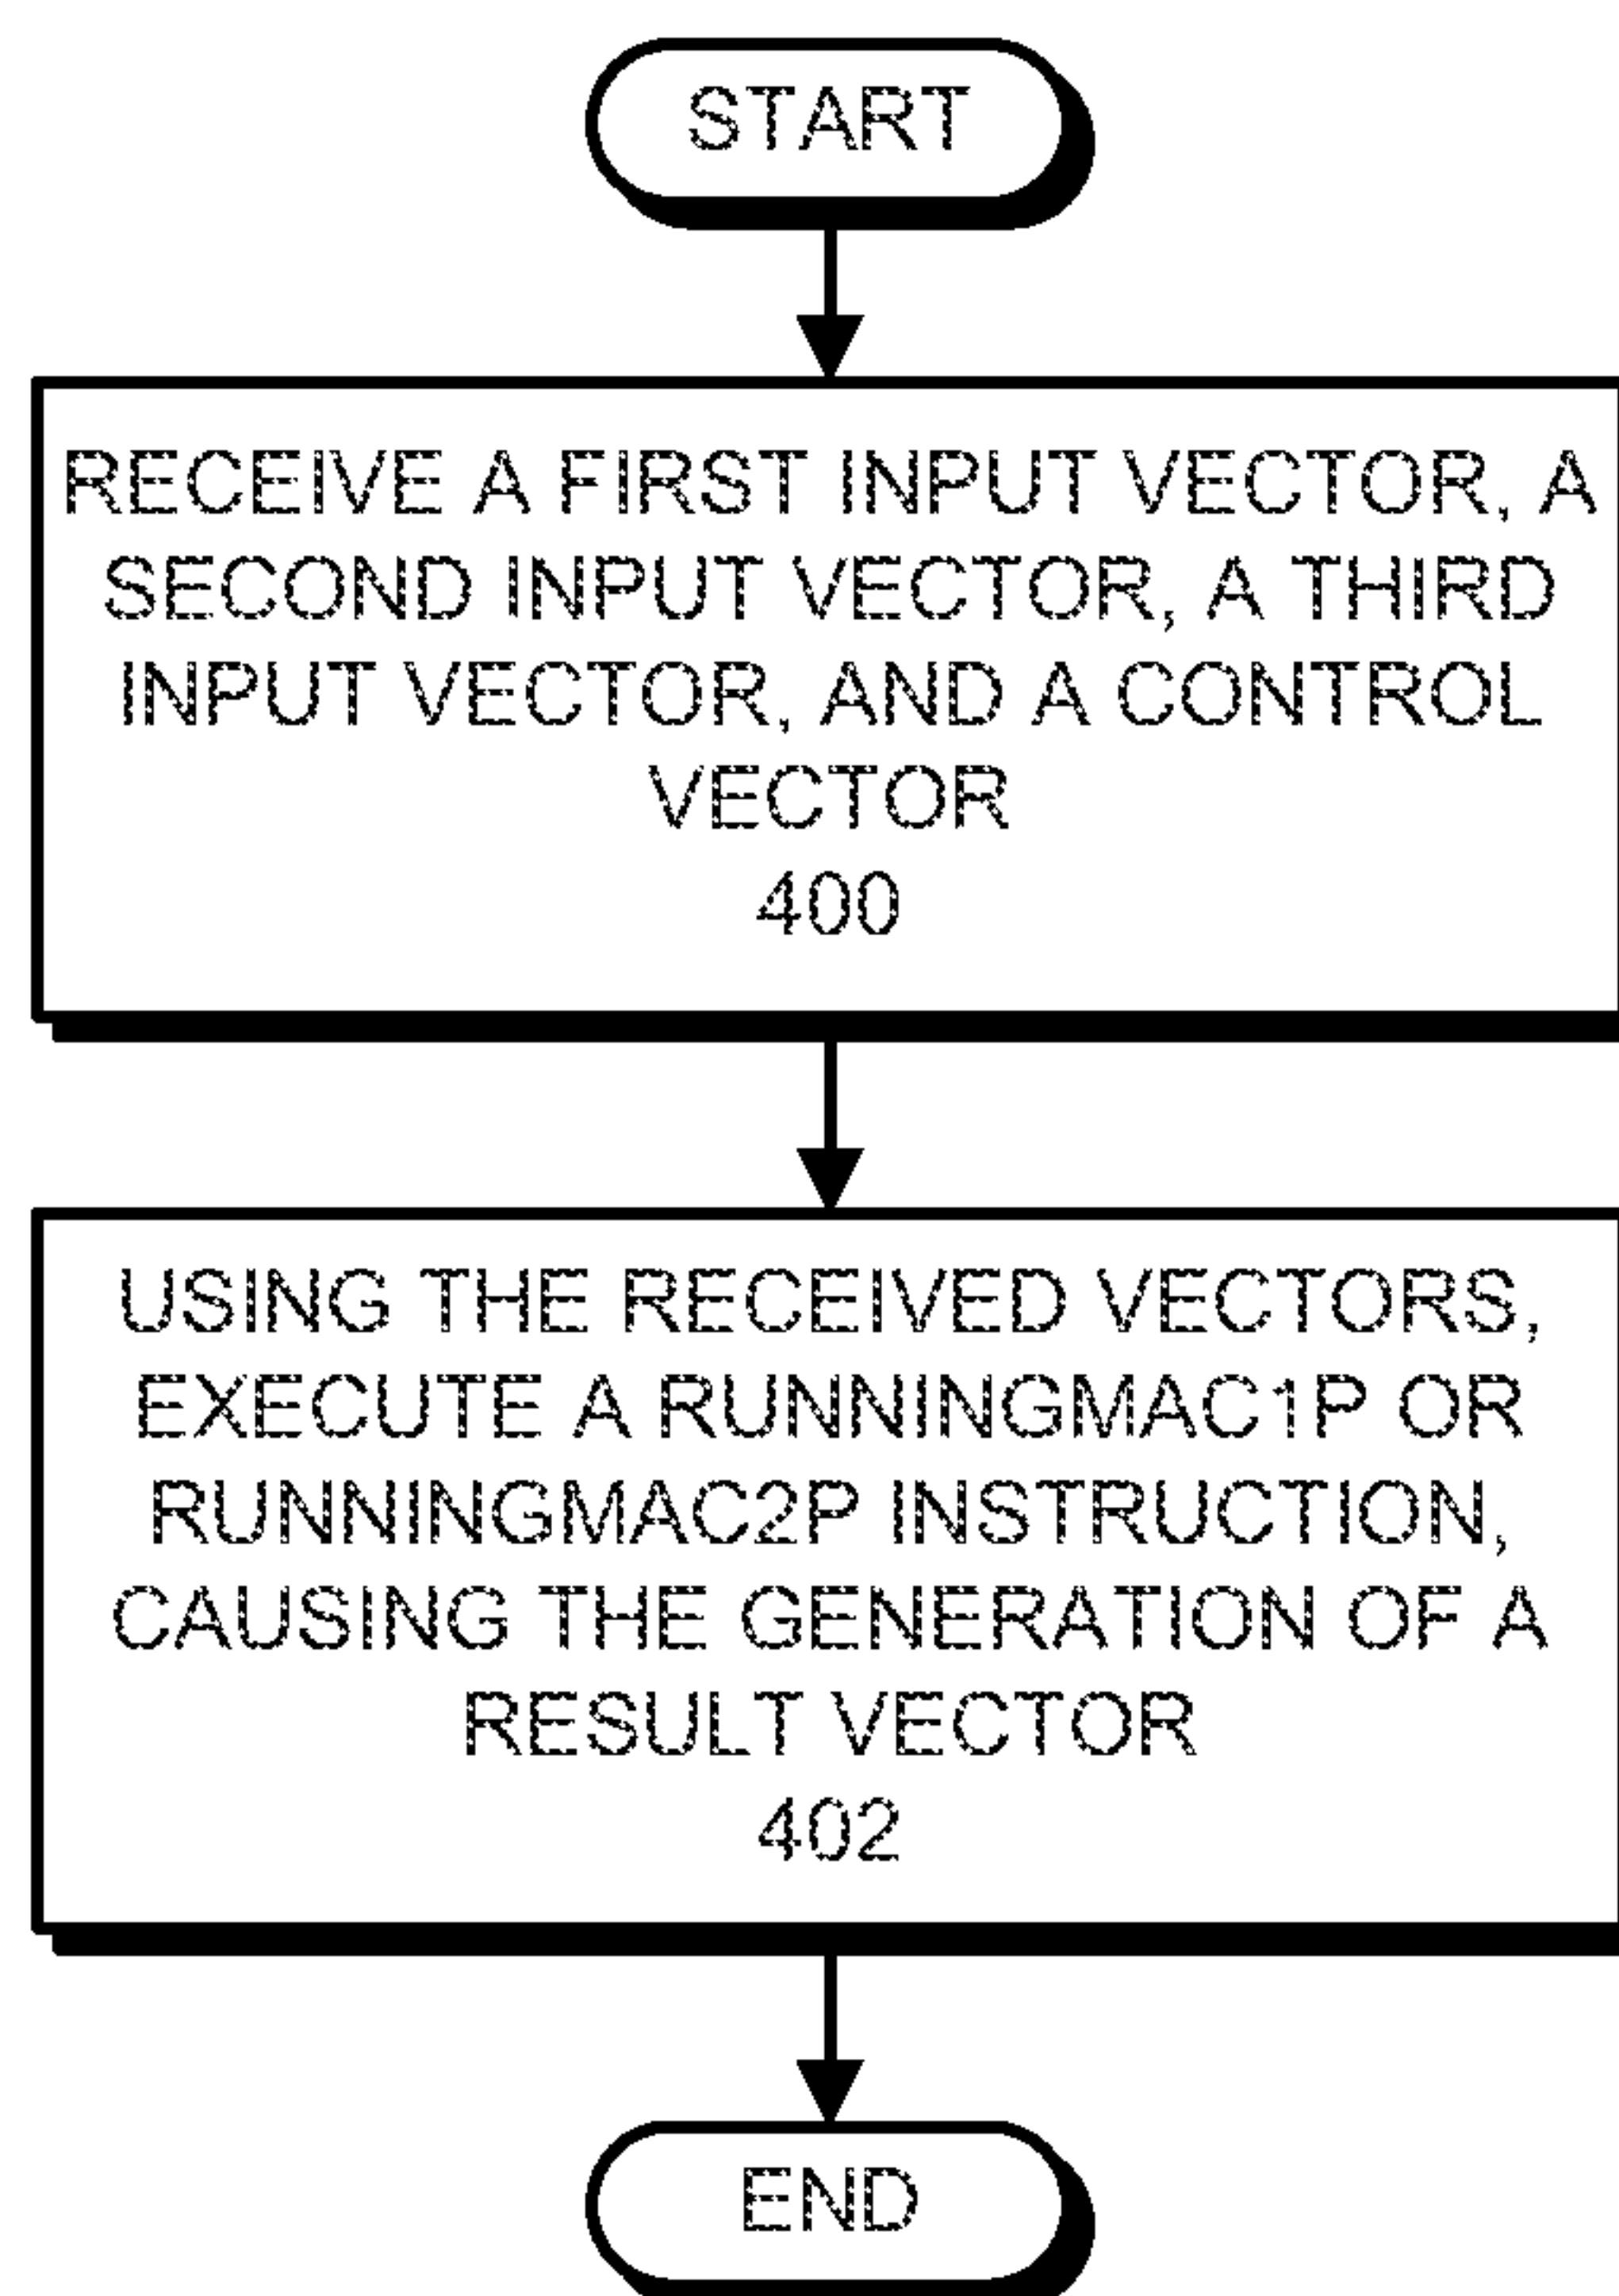 START
RECEIVE A FIRST INPUT VECTOR, A
SECOND INPUT VECTOR, A THIRD
INPUT VECTOR, AND A CONTROL
VECTOR
400
USING THE RECEIVED VECTORS,
EXECUTE A RUNNINGMAC1P OR
RUNNINGMAC2P INSTRUCTION,
CAUSING THE GENERATION OF A
RESULT VECTOR
402
END